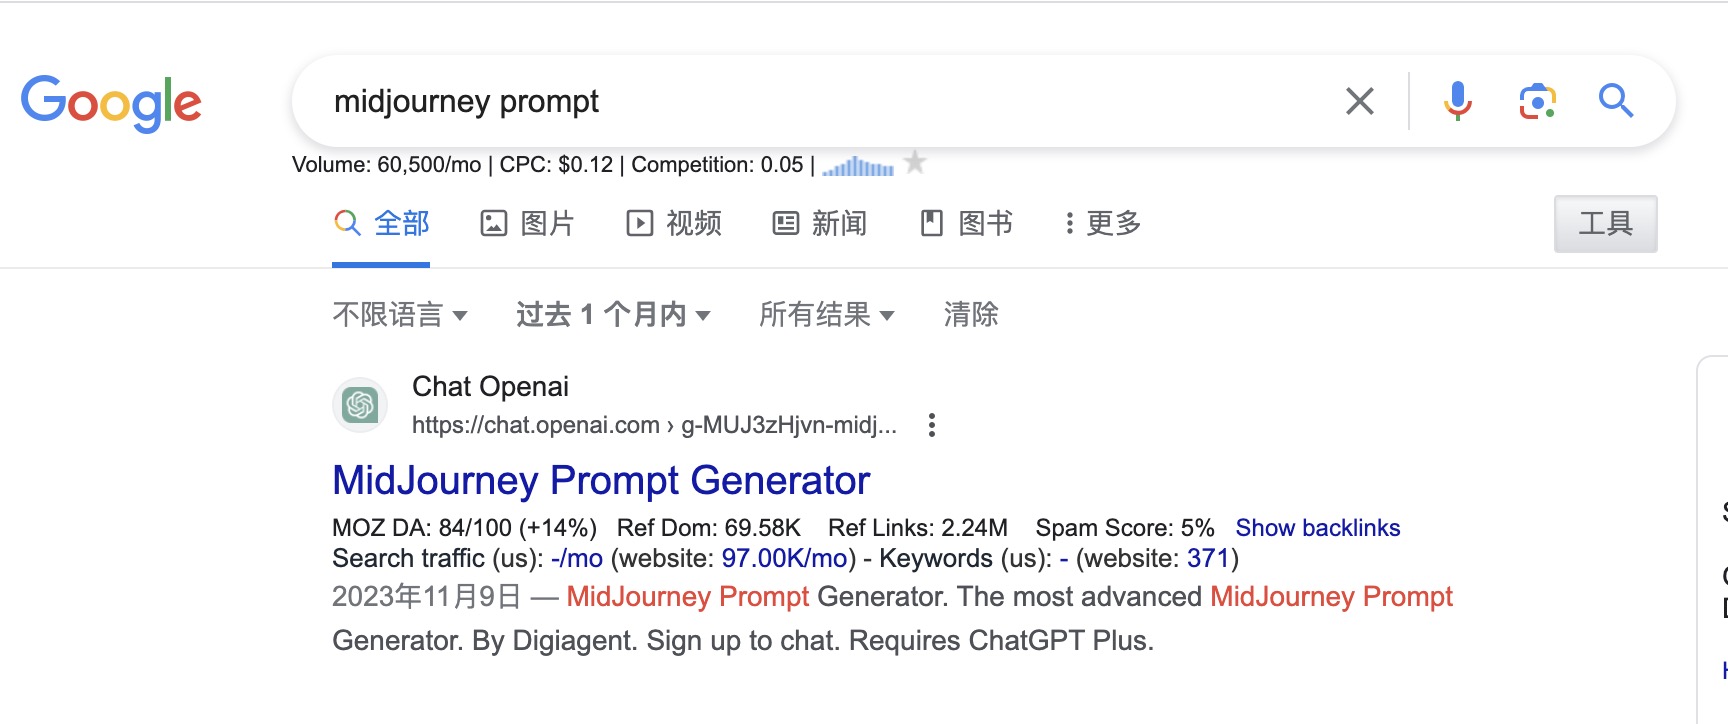 Google
midjourney prompt
Volume: 60,500/mo | CPC: $0.12 | Competition: 0.05 |
全部 图片 视频 新闻 图书 更多 工具
不限语言 过去 1 个月内 所有结果 清除
Chat Openai
https://chat.openai.com › g-MUJ3zHjvn-midj...
MidJourney Prompt Generator
MOZ DA: 84/100 (+14%) Ref Dom: 69.58K Ref Links: 2.24M Spam Score: 5% Show backlinks
Search traffic (us): -/mo (website: 97.00K/mo) - Keywords (us): - (website: 371)
2023年11月9日 — MidJourney Prompt Generator. The most advanced MidJourney Prompt
Generator. By Digiagent. Sign up to chat. Requires ChatGPT Plus.